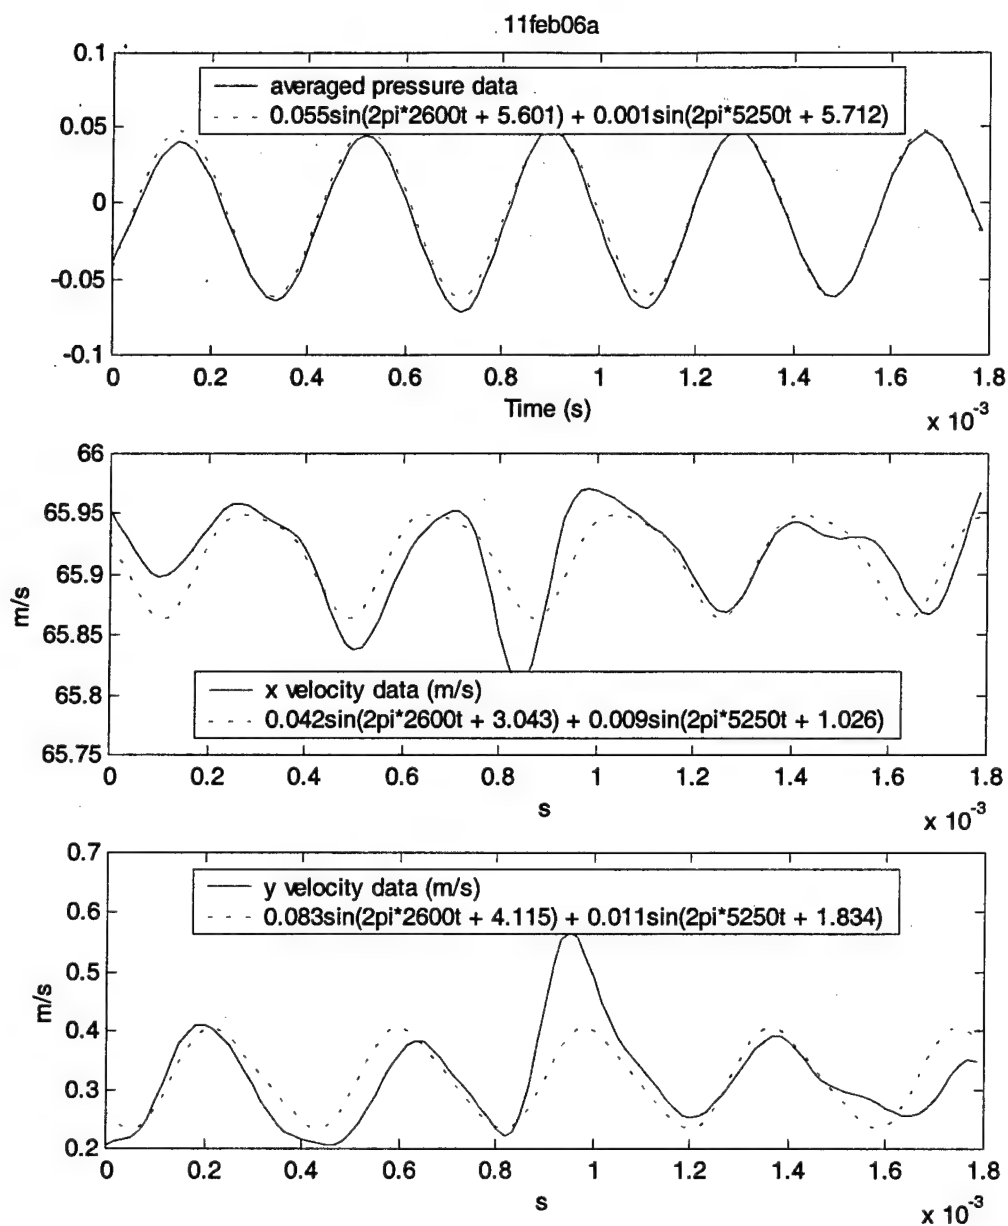 11feb06a
0.1
0.05
0
-0.05
-0.1
averaged pressure data
0.055sin(2pi*2600t + 5.601) + 0.001sin(2pi*5250t + 5.712)
0 0.2 0.4 0.6 0.8 1 1.2 1.4 1.6 1.8
Time (s)
x 10-3
66
65.95
65.9
65.85
65.8
65.75
m/s
x velocity data (m/s)
0.042sin(2pi*2600t + 3.043) + 0.009sin(2pi*5250t + 1.026)
0 0.2 0.4 0.6 0.8 1 1.2 1.4 1.6 1.8
s
x 10-3
0.7
0.6
0.5
0.4
0.3
0.2
m/s
y velocity data (m/s)
0.083sin(2pi*2600t + 4.115) + 0.011sin(2pi*5250t + 1.834)
0 0.2 0.4 0.6 0.8 1 1.2 1.4 1.6 1.8
s
x 10-3